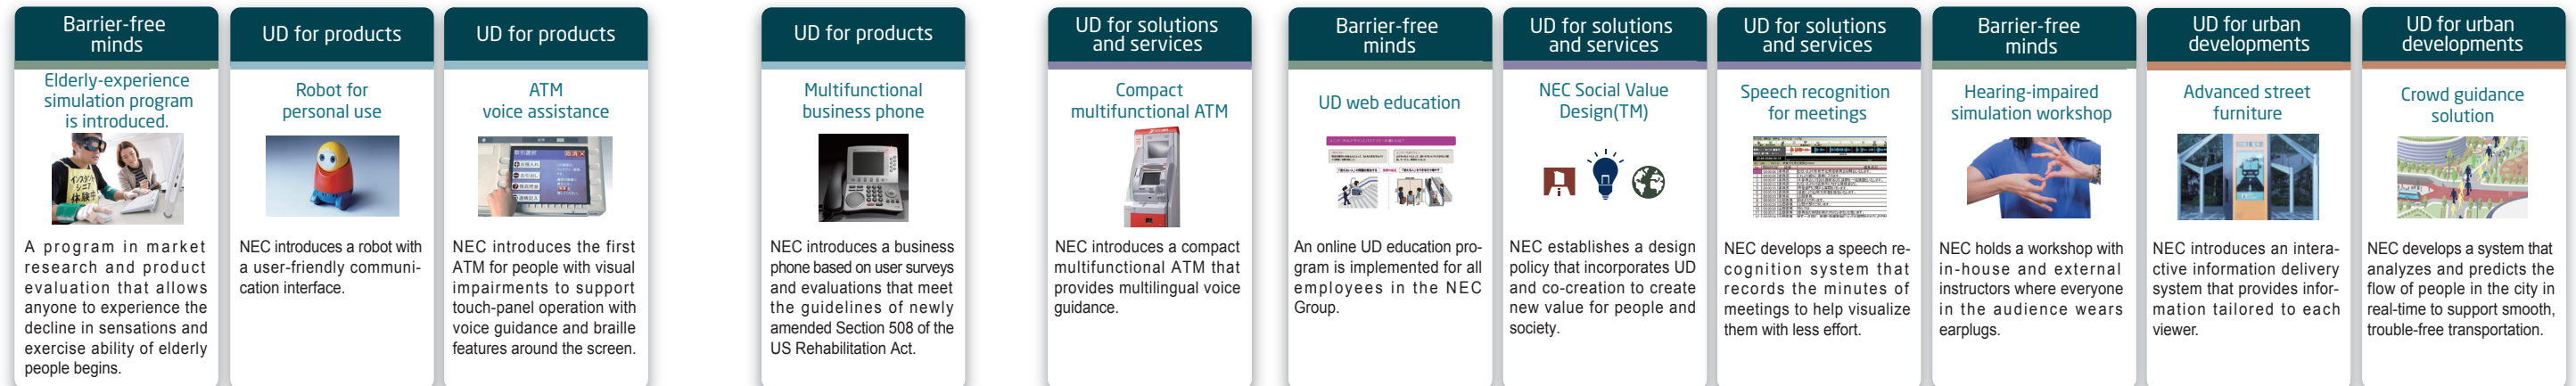 Barrier-free
minds
Elderly-experience
simulation program
is introduced.
インスタント
シニア
体験中
A program in market
research and product
evaluation that allows
anyone to experience the
decline in sensations and
exercise ability of elderly
people begins.
UD for products
Robot for
personal use
NEC introduces a robot with
a user-friendly communi-
cation interface.
UD for products
ATM
voice assistance
NEC introduces the first
ATM for people with visual
impairments to support
touch-panel operation with
voice guidance and braille
features around the screen.
UD for products
Multifunctional
business phone
NEC introduces a business
phone based on user surveys
and evaluations that meet
the guidelines of newly
amended Section 508 of the
US Rehabilitation Act.
UD for solutions
and services
Compact
multifunctional ATM
NEC introduces a compact
multifunctional ATM that
provides multilingual voice
guidance.
Barrier-free
minds
UD web education
An online UD education pro-
gram is implemented for all
employees in the NEC
Group.
UD for solutions
and services
NEC Social Value
Design(TM)
NEC establishes a design
policy that incorporates UD
and co-creation to create
new value for people and
society.
UD for solutions
and services
Speech recognition
for meetings
NEC develops a speech re-
cognition system that
records the minutes of
meetings to help visualize
them with less effort.
Barrier-free
minds
Hearing-impaired
simulation workshop
NEC holds a workshop with
in-house and external
instructors where everyone
in the audience wears
earplugs.
UD for urban
developments
Advanced street
furniture
NEC introduces an intera-
ctive information delivery
system that provides infor-
mation tailored to each
viewer.
UD for urban
developments
Crowd guidance
solution
NEC develops a system that
analyzes and predicts the
flow of people in the city in
real-time to support smooth,
trouble-free transportation.